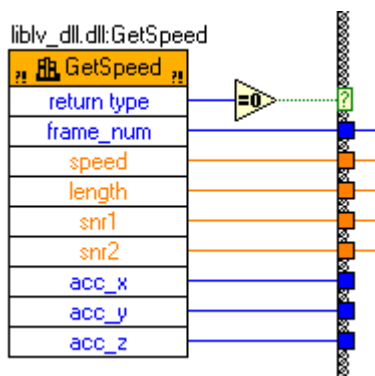 liblv_dll.dll:GetSpeed
?! GetSpeed ?!
return type
=0
?
frame_num
speed
length
snr1
snr2
acc_x
acc_y
acc_z